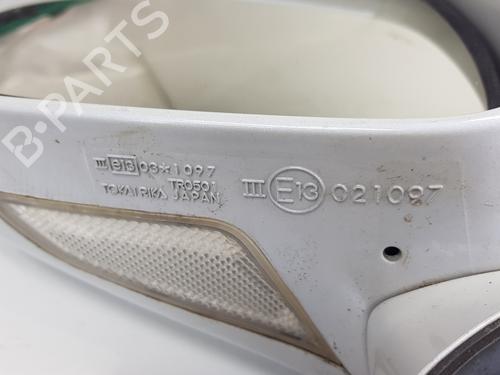 B-PARTS
III e13 03*1097
TR0501
TOKAI RIKA JAPAN
III E13 021097